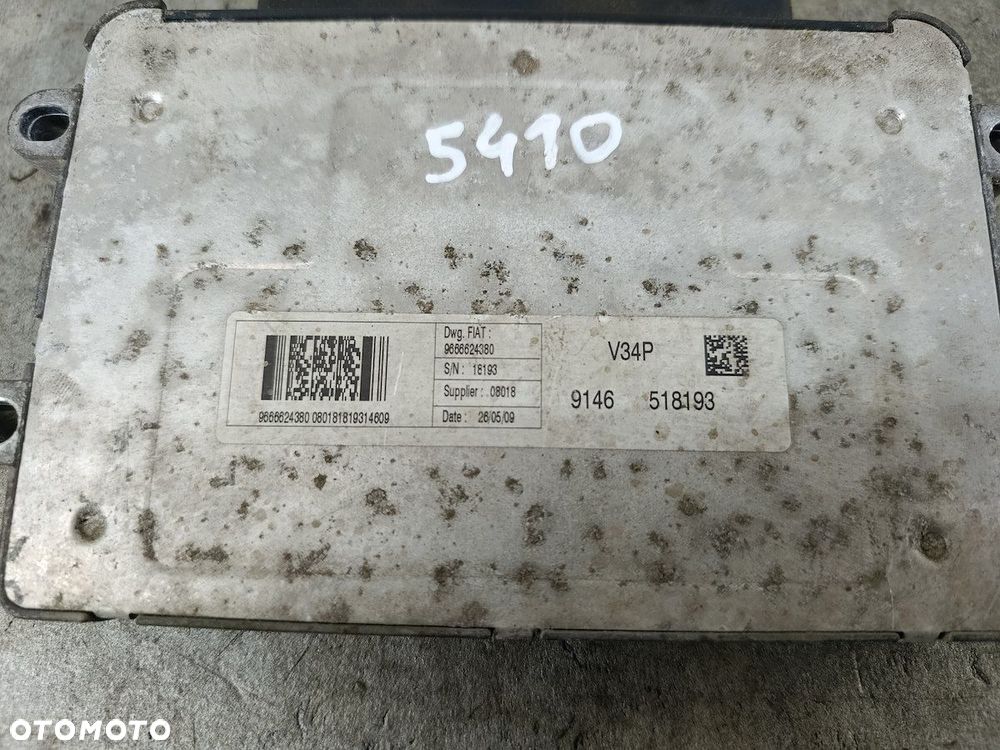 5410
Dwg. FIAT :
9666624380
S/N : 18193
Supplier : 08018
Date : 26/05/09
9666624380 080181819314609
V34P
9146 518193
OTOMOTO